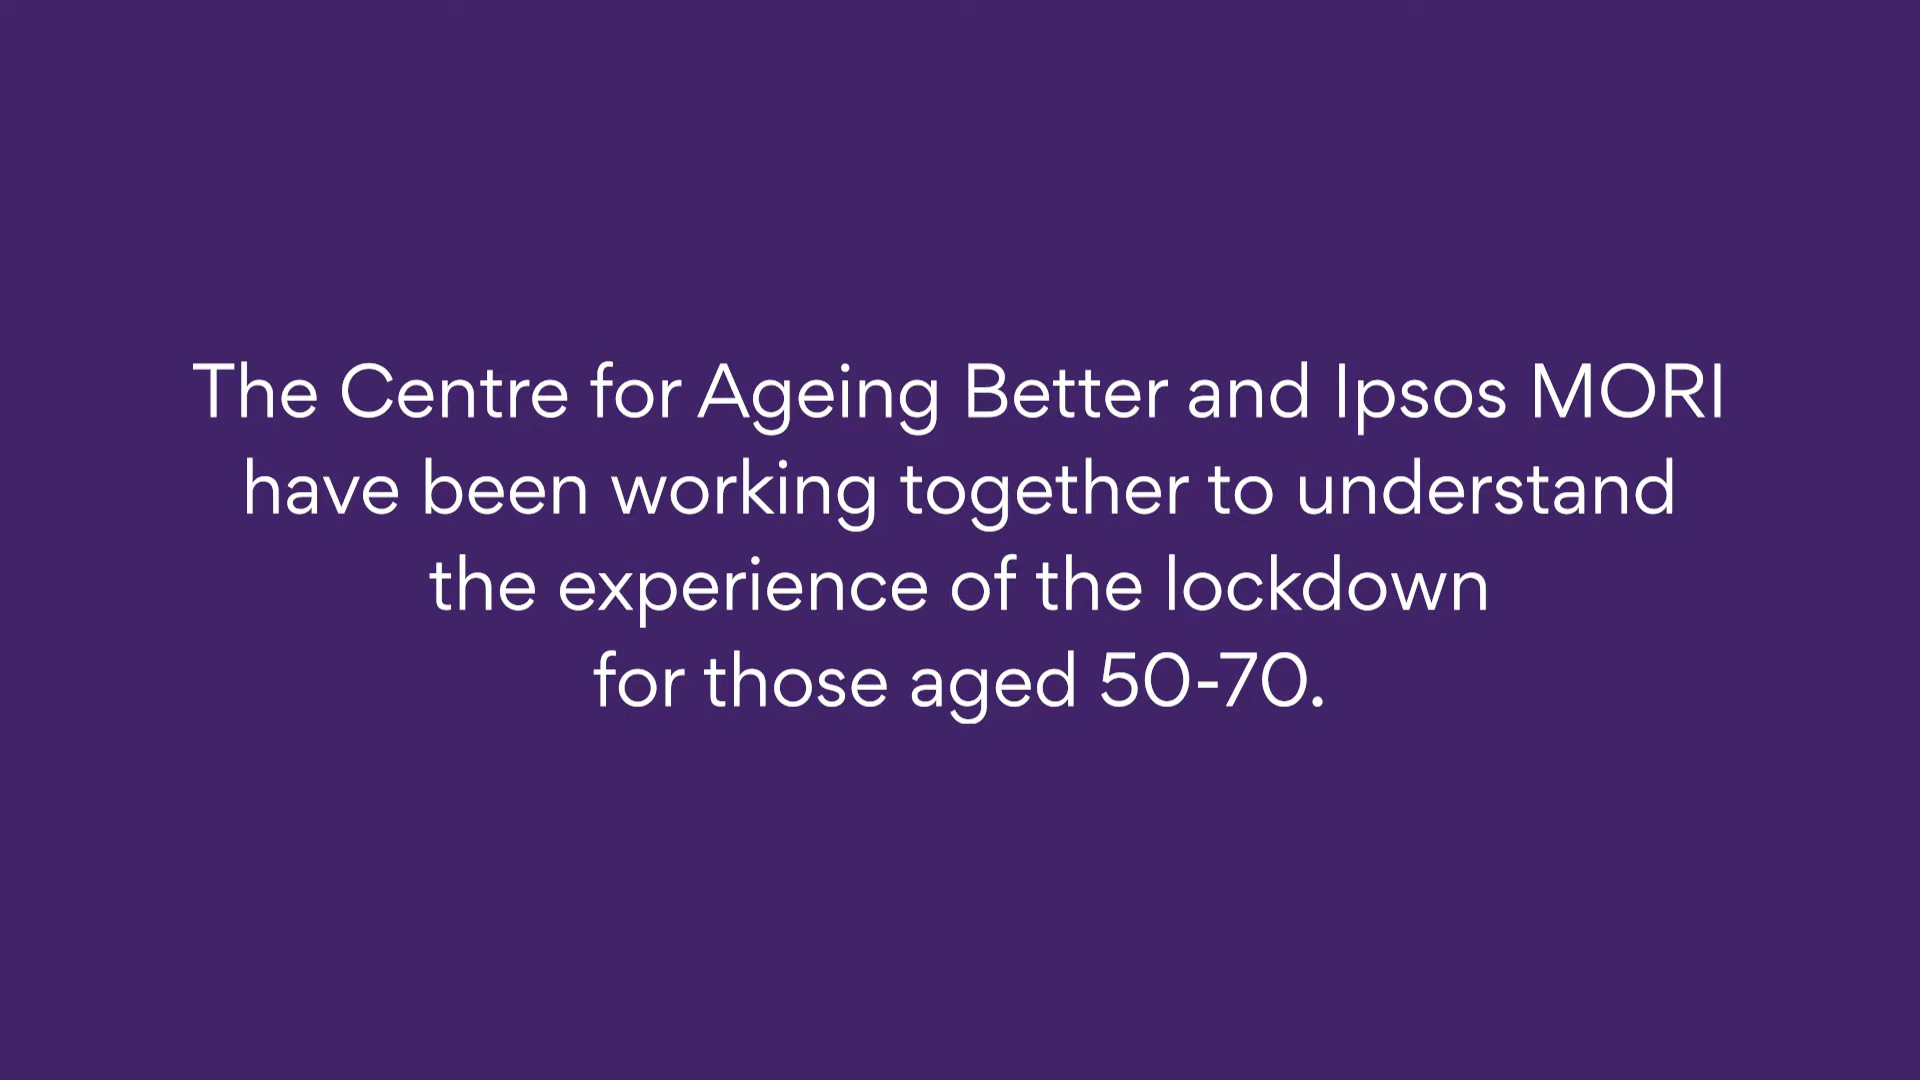 The Centre for Ageing Better and Ipsos MORI
have been working together to understand
the experience of the lockdown
for those aged 50-70.